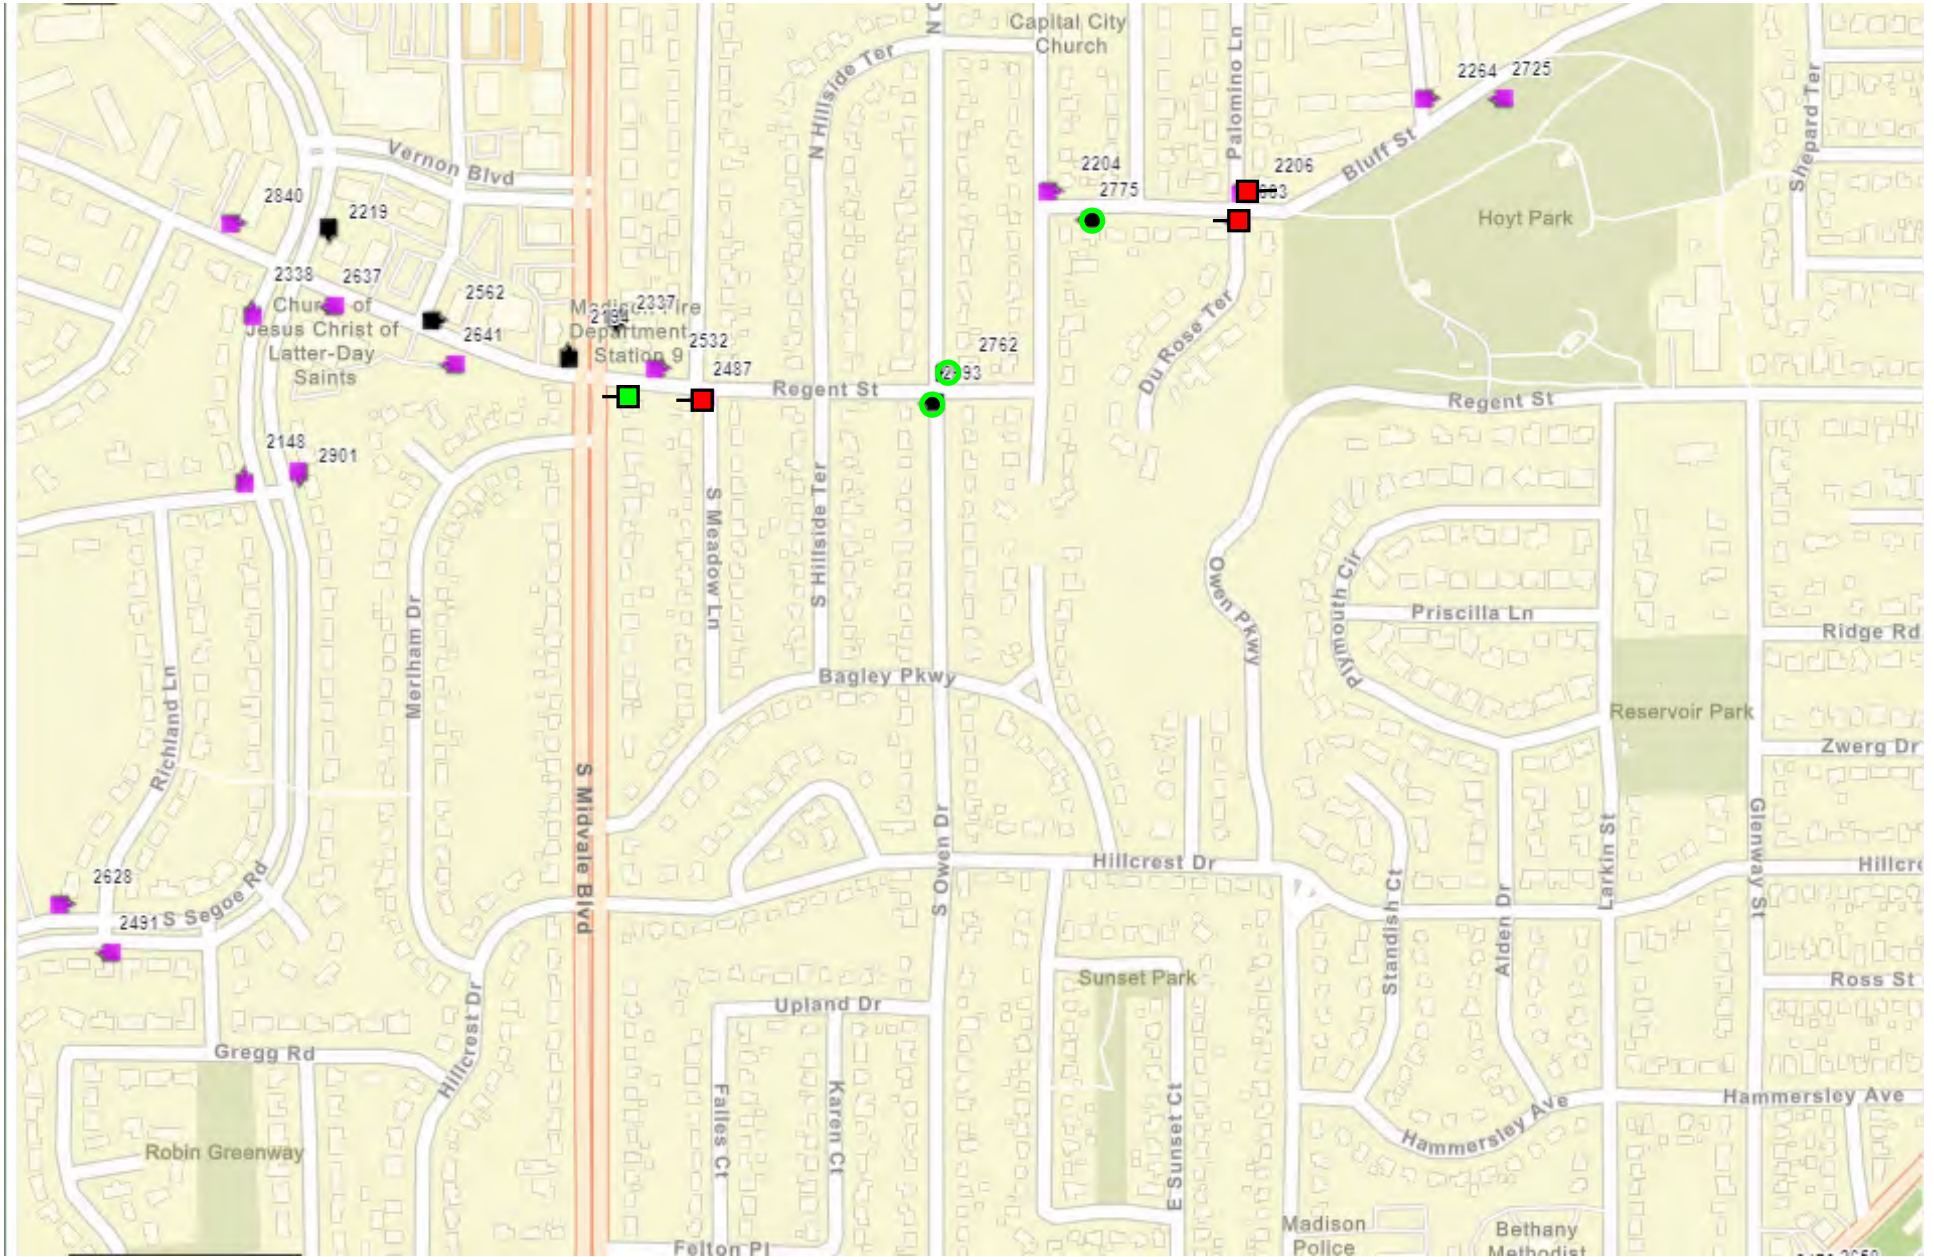 Capital City
Church
N Hillside Ter
Palomino Ln
2264
2725
Bluff St
Shepard Ter
Vernon Blvd
2204
2206
2775
2840
2219
Hoyt Park
2338
2637
2562
2337
2641
Church of
Jesus Christ of
Latter-Day
Saints
Madison Fire
Department
Station 9
2532
2487
2762
Du Rose Ter
Regent St
Regent St
2148
2901
S Meadow Ln
S Hillside Ter
Owen Pkwy
Plymouth Cir
Priscilla Ln
Ridge Rd
Merlham Dr
Bagley Pkwy
Richland Ln
Reservoir Park
Zwerg Dr
S Midvale Blvd
S Owen Dr
Hillcrest Dr
Larkin St
Glenway St
Hillcre
2628
2491
S Segoe Rd
Standish Ct
Alden Dr
Sunset Park
Ross St
Upland Dr
Hillcrest Dr
Gregg Rd
Falles Ct
Karen Ct
E Sunset Ct
Hammersley Ave
Hammersley Ave
Robin Greenway
Madison
Police
Bethany
Methodist
Felton Pl